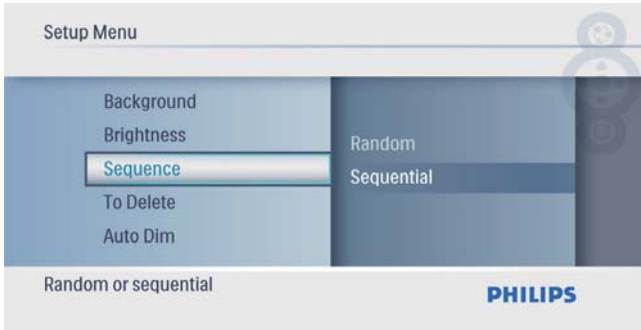 Setup Menu
Background
Brightness
Sequence
To Delete
Auto Dim
Random
Sequential
Random or sequential
PHILIPS